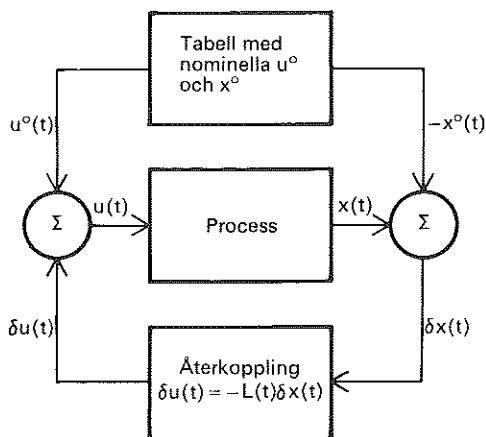 Tabell med
nominella u°
och x°
u°(t)
−x°(t)
u(t)
x(t)
Σ
Process
Σ
δu(t)
δx(t)
Återkoppling
δu(t) = −L(t)δx(t)